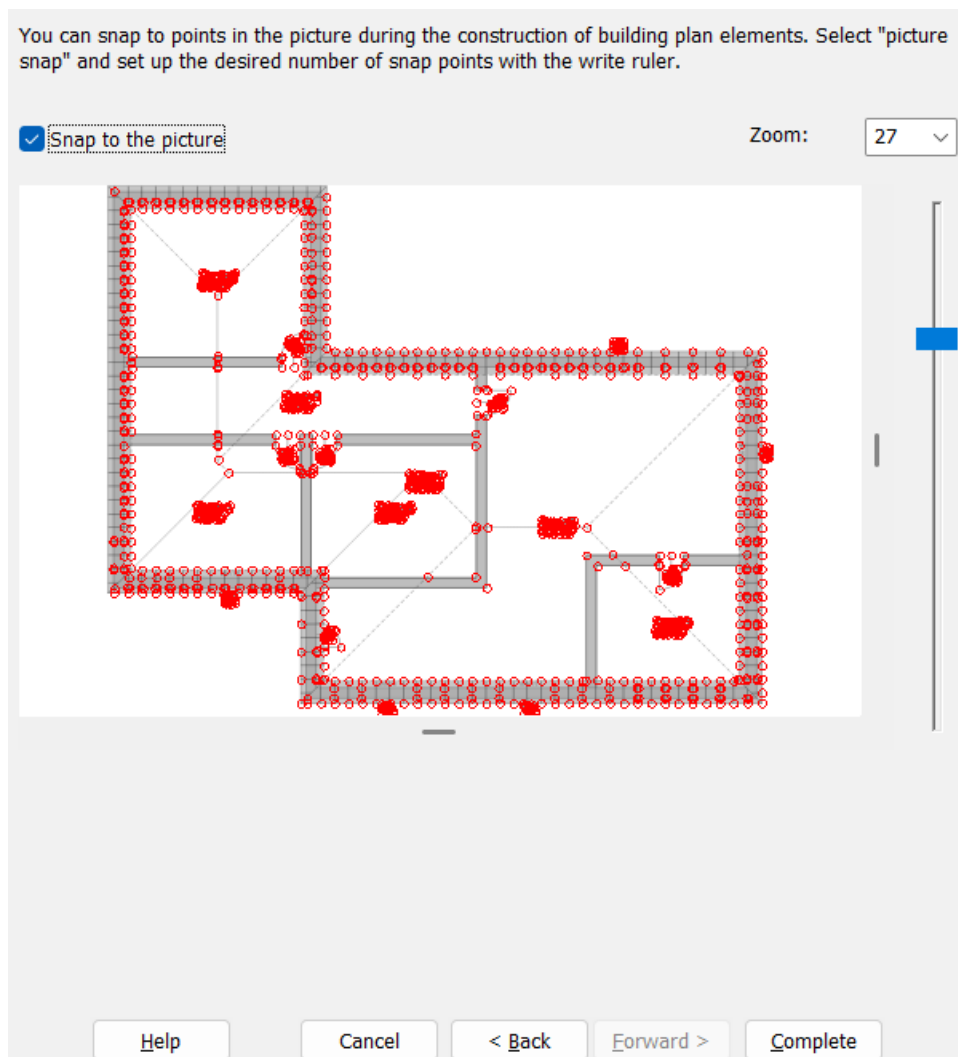 You can snap to points in the picture during the construction of building plan elements. Select "picture
snap" and set up the desired number of snap points with the write ruler.
Snap to the picture
Zoom:
27
Help
Cancel
< Back
Forward >
Complete